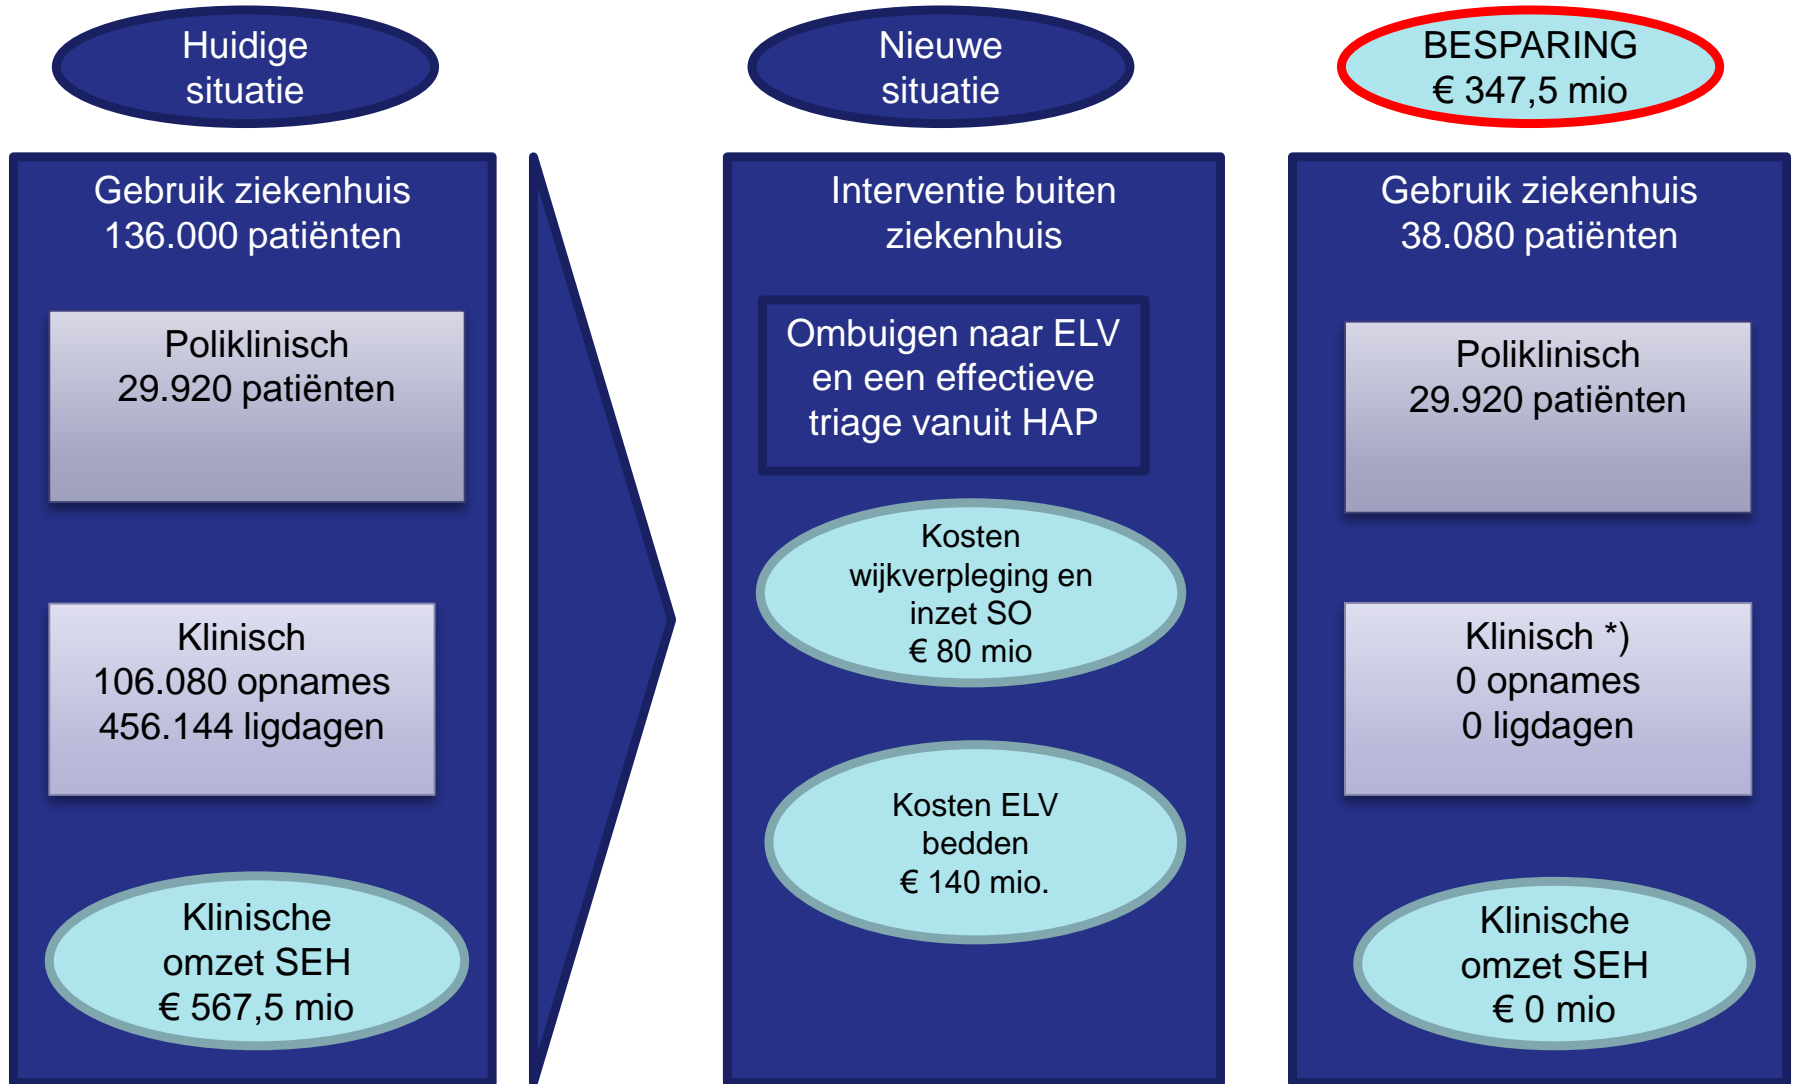 Huidige
situatie
Nieuwe
situatie
BESPARING
€ 347,5 mio
Gebruik ziekenhuis
136.000 patiënten
Poliklinisch
29.920 patiënten
Klinisch
106.080 opnames
456.144 ligdagen
Klinische
omzet SEH
€ 567,5 mio
Interventie buiten
ziekenhuis
Ombuigen naar ELV
en een effectieve
triage vanuit HAP
Kosten
wijkverpleging en
inzet SO
€ 80 mio
Kosten ELV
bedden
€ 140 mio.
Gebruik ziekenhuis
38.080 patiënten
Poliklinisch
29.920 patiënten
Klinisch *)
0 opnames
0 ligdagen
Klinische
omzet SEH
€ 0 mio